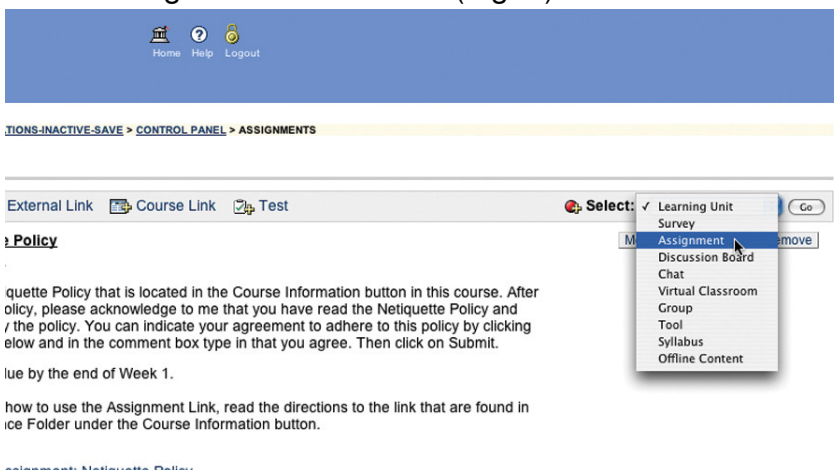 Home Help Logout
TIONS-INACTIVE-SAVE > CONTROL PANEL > ASSIGNMENTS
External Link Course Link Test Select: ✓ Learning Unit Go
Survey
Policy Assignment emove
Discussion Board
Chat
Virtual Classroom
Group
Tool
Syllabus
Offline Content
quette Policy that is located in the Course Information button in this course. After
olicy, please acknowledge to me that you have read the Netiquette Policy and
the policy. You can indicate your agreement to adhere to this policy by clicking
elow and in the comment box type in that you agree. Then click on Submit.
ue by the end of Week 1.
how to use the Assignment Link, read the directions to the link that are found in
ce Folder under the Course Information button.